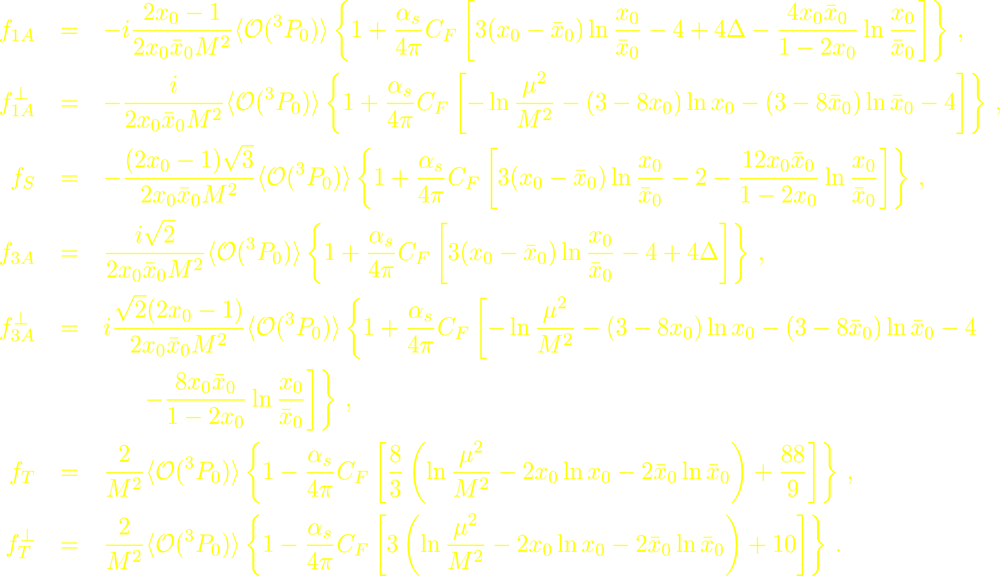 f_{1A} = -i\frac{2x_0-1}{2x_0\bar{x}_0M^2}\langle\mathcal{O}(^3P_0)\rangle\left\{1+\frac{\alpha_s}{4\pi}C_F\left[3(x_0-\bar{x}_0)\ln\frac{x_0}{\bar{x}_0}-4+4\Delta-\frac{4x_0\bar{x}_0}{1-2x_0}\ln\frac{x_0}{\bar{x}_0}\right]\right\},
f_{1A}^{\perp} = -\frac{i}{2x_0\bar{x}_0M^2}\langle\mathcal{O}(^3P_0)\rangle\left\{1+\frac{\alpha_s}{4\pi}C_F\left[-\ln\frac{\mu^2}{M^2}-(3-8x_0)\ln x_0-(3-8\bar{x}_0)\ln\bar{x}_0-4\right]\right\},
f_S = -\frac{(2x_0-1)\sqrt{3}}{2x_0\bar{x}_0M^2}\langle\mathcal{O}(^3P_0)\rangle\left\{1+\frac{\alpha_s}{4\pi}C_F\left[3(x_0-\bar{x}_0)\ln\frac{x_0}{\bar{x}_0}-2-\frac{12x_0\bar{x}_0}{1-2x_0}\ln\frac{x_0}{\bar{x}_0}\right]\right\},
f_{3A} = \frac{i\sqrt{2}}{2x_0\bar{x}_0M^2}\langle\mathcal{O}(^3P_0)\rangle\left\{1+\frac{\alpha_s}{4\pi}C_F\left[3(x_0-\bar{x}_0)\ln\frac{x_0}{\bar{x}_0}-4+4\Delta\right]\right\},
f_{3A}^{\perp} = i\frac{\sqrt{2}(2x_0-1)}{2x_0\bar{x}_0M^2}\langle\mathcal{O}(^3P_0)\rangle\left\{1+\frac{\alpha_s}{4\pi}C_F\left[-\ln\frac{\mu^2}{M^2}-(3-8x_0)\ln x_0-(3-8\bar{x}_0)\ln\bar{x}_0-4\right.\right.
\left.\left.-\frac{8x_0\bar{x}_0}{1-2x_0}\ln\frac{x_0}{\bar{x}_0}\right]\right\},
f_T = \frac{2}{M^2}\langle\mathcal{O}(^3P_0)\rangle\left\{1-\frac{\alpha_s}{4\pi}C_F\left[\frac{8}{3}\left(\ln\frac{\mu^2}{M^2}-2x_0\ln x_0-2\bar{x}_0\ln\bar{x}_0\right)+\frac{88}{9}\right]\right\},
f_T^{\perp} = \frac{2}{M^2}\langle\mathcal{O}(^3P_0)\rangle\left\{1-\frac{\alpha_s}{4\pi}C_F\left[3\left(\ln\frac{\mu^2}{M^2}-2x_0\ln x_0-2\bar{x}_0\ln\bar{x}_0\right)+10\right]\right\}.